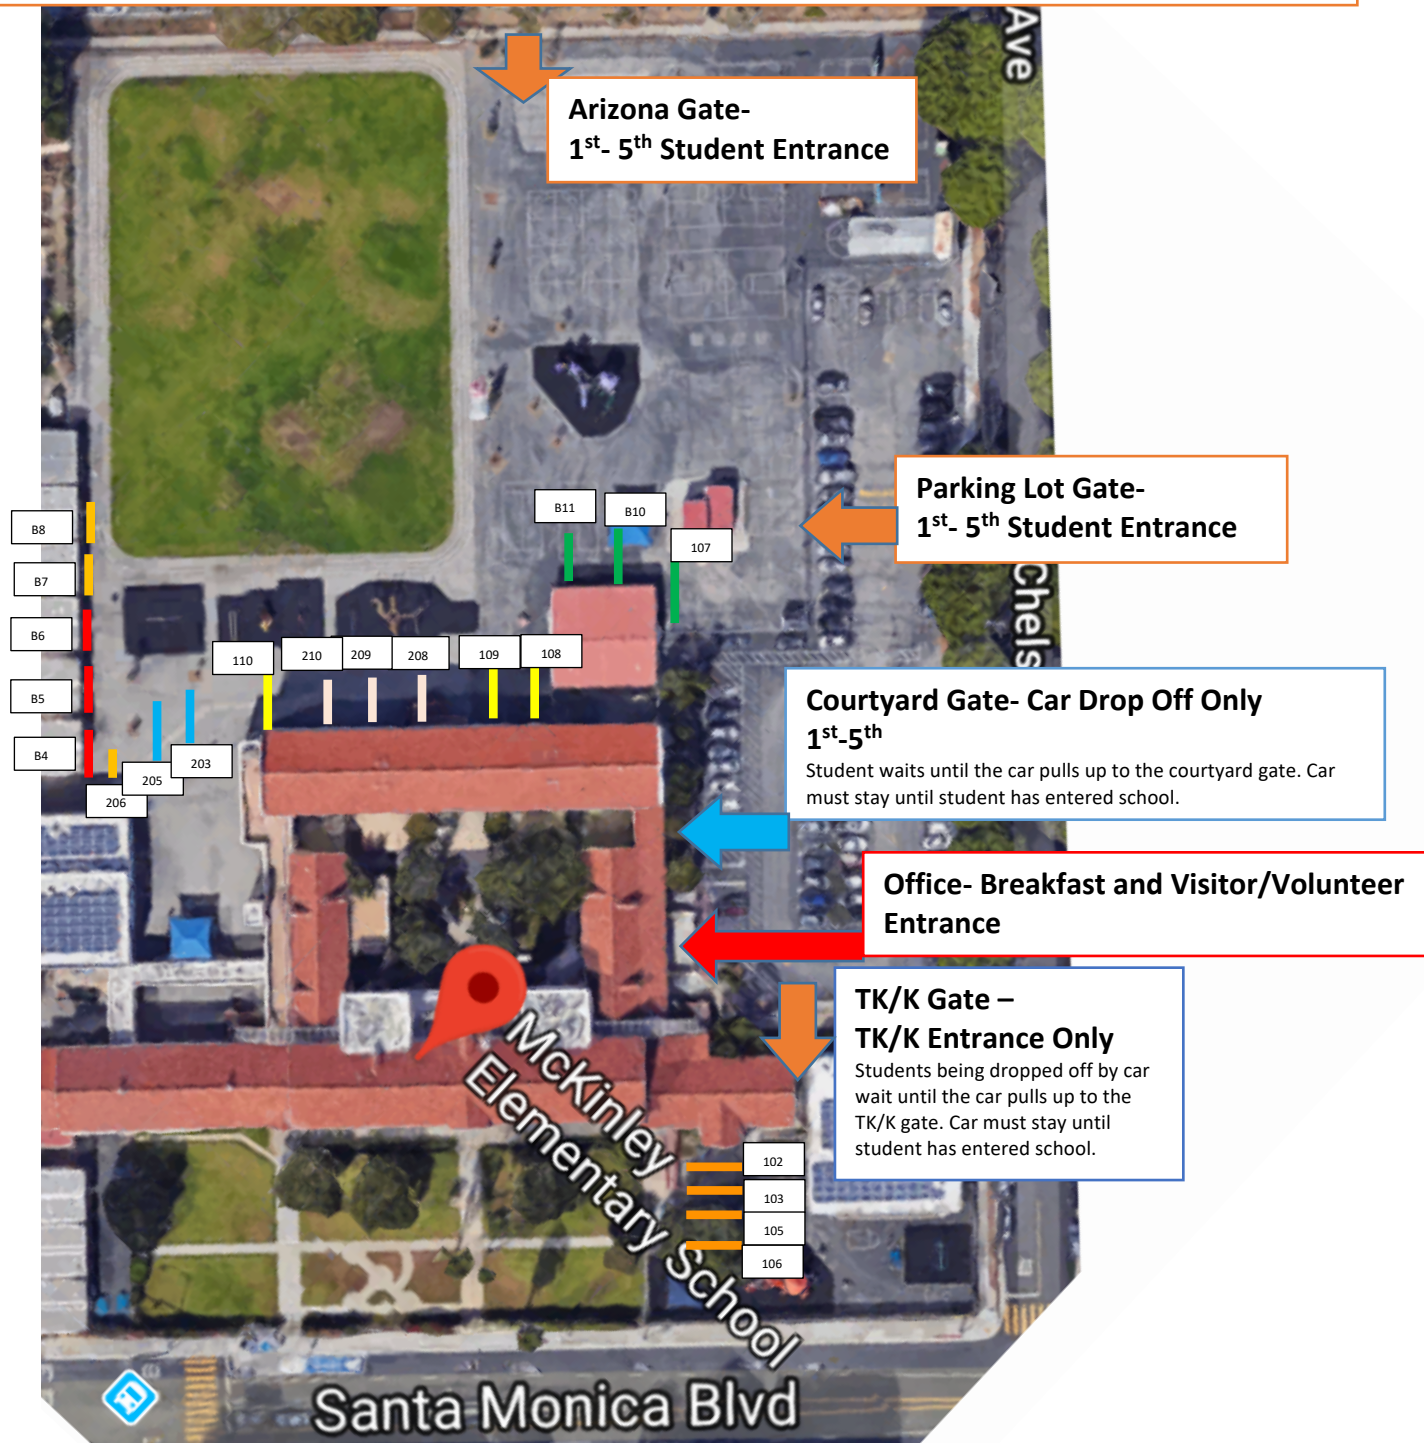 Ave
Arizona Gate-
1st- 5th Student Entrance
Parking Lot Gate-
1st- 5th Student Entrance
B11
B10
107
B8
B7
B6
B5
B4
Chels
110
210
209
208
109
108
203
205
206
Courtyard Gate- Car Drop Off Only
1st-5th
Student waits until the car pulls up to the courtyard gate. Car
must stay until student has entered school.
Office- Breakfast and Visitor/Volunteer
Entrance
TK/K Gate –
TK/K Entrance Only
Students being dropped off by car
wait until the car pulls up to the
TK/K gate. Car must stay until
student has entered school.
McKinley
Elementary School
102
103
105
106
Santa Monica Blvd